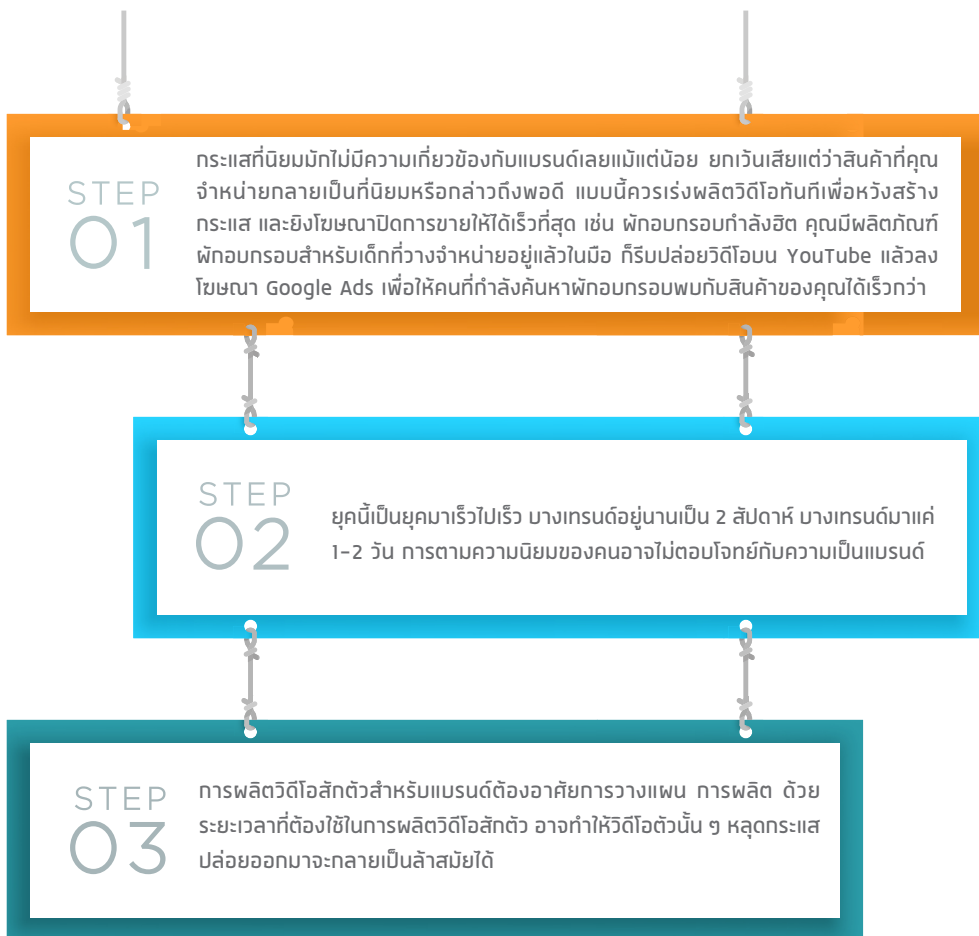 STEP
01
กระแสที่นิยมมักไม่มีความเกี่ยวข้องกับแบรนด์เลยแม้แต่น้อย ยกเว้นเสียแต่ว่าสินค้าที่คุณ
จำหน่ายกลายเป็นที่นิยมหรือกล่าวถึงพอดี แบบนี้ควรเร่งผลิตวิดีโอทันทีเพื่อหวังสร้าง
กระแส และยิงโฆษณาปิดการขายให้ได้เร็วที่สุด เช่น ผักอบกรอบกำลังฮิต คุณมีผลิตภัณฑ์
ผักอบกรอบสำหรับเด็กที่วางจำหน่ายอยู่แล้วในมือ ก็รีบปล่อยวิดีโอบน YouTube แล้วลง
โฆษณา Google Ads เพื่อให้คนที่กำลังค้นหาผักอบกรอบพบกับสินค้าของคุณได้เร็วกว่า
STEP
02
ยุคนี้เป็นยุคมาเร็วไปเร็ว บางเทรนด์อยู่นานเป็น 2 สัปดาห์ บางเทรนด์มาแค่
1-2 วัน การตามความนิยมของคนอาจไม่ตอบโจทย์กับความเป็นแบรนด์
STEP
03
การผลิตวิดีโอสักตัวสำหรับแบรนด์ต้องอาศัยการวางแผน การผลิต ด้วย
ระยะเวลาที่ต้องใช้ในการผลิตวิดีโอสักตัว อาจทำให้วิดีโอตัวนั้น ๆ หลุดกระแส
ปล่อยออกมาจะกลายเป็นล้าสมัยได้